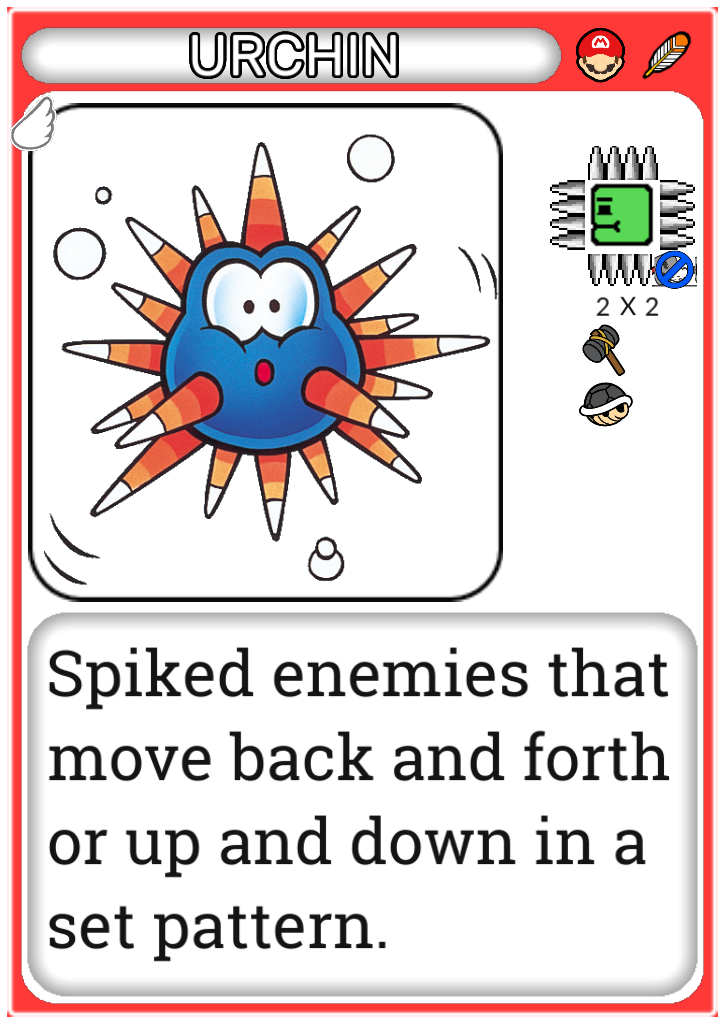 URCHIN
2 X 2
Spiked enemies that
move back and forth
or up and down in a
set pattern.